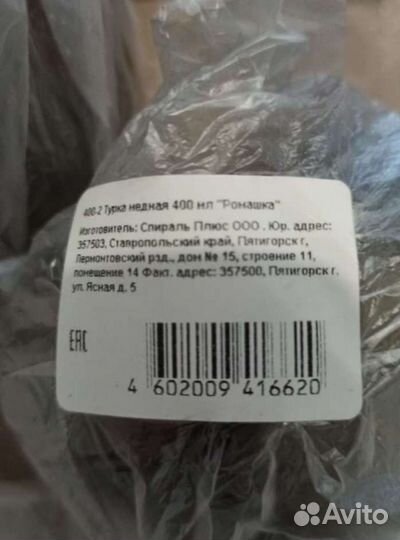 400-2 Турка медная 400 мл "Ромашка"
Изготовитель: Спираль Плюс ООО . Юр. адрес:
357503, Ставропольский край, Пятигорск г,
Лермонтовский рзд., дом № 15, строение 11,
помещение 14 Факт. адрес: 357500, Пятигорск г,
ул. Ясная д. 5
EAC
4 602009 416620
Avito